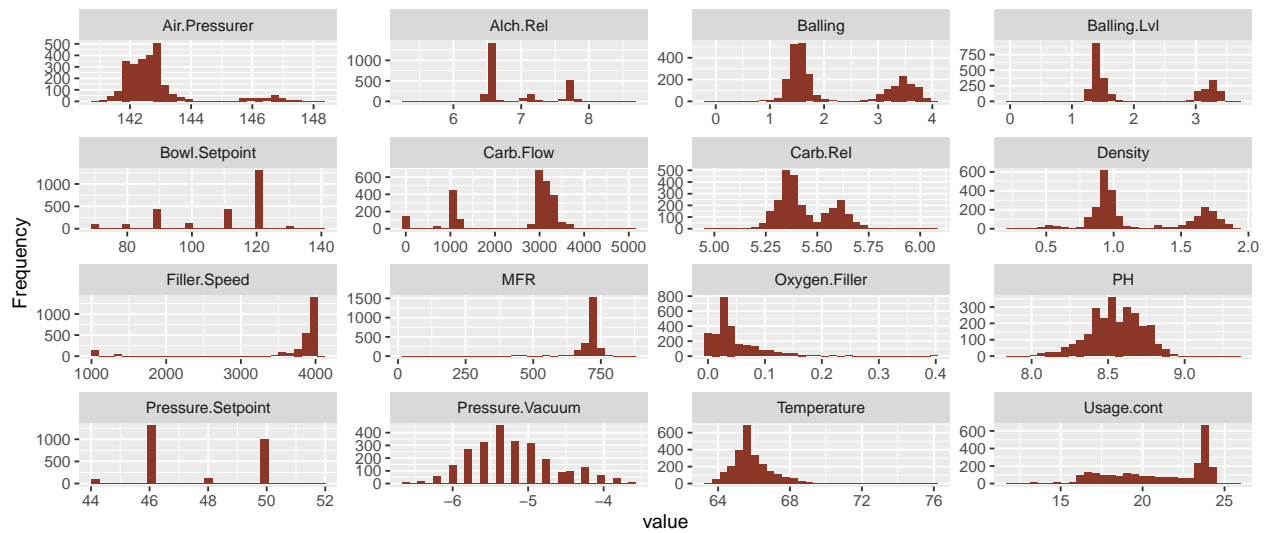 Air.Pressurer Alch.Rel Balling Balling.Lvl
500 400 300 200 100 0 1000 500 0 400 200 0 750 500 250 0
142 144 146 148 6 7 8 0 1 2 3 4 0 1 2 3
Bowl.Setpoint Carb.Flow Carb.Rel Density
1000 500 0 600 400 200 0 500 400 300 200 100 0 600 400 200 0
80 100 120 140 0 1000 2000 3000 4000 5000 5.00 5.25 5.50 5.75 6.00 0.5 1.0 1.5 2.0
Filler.Speed MFR Oxygen.Filler PH
1000 500 0 1500 1000 500 0 800 600 400 200 0 300 200 100 0
1000 2000 3000 4000 0 250 500 750 0.0 0.1 0.2 0.3 0.4 8.0 8.5 9.0
Pressure.Setpoint Pressure.Vacuum Temperature Usage.cont
1000 500 0 400 300 200 100 0 600 400 200 0 600 400 200 0
44 46 48 50 52 −6 −5 −4 64 68 72 76 15 20 25
Frequency
value